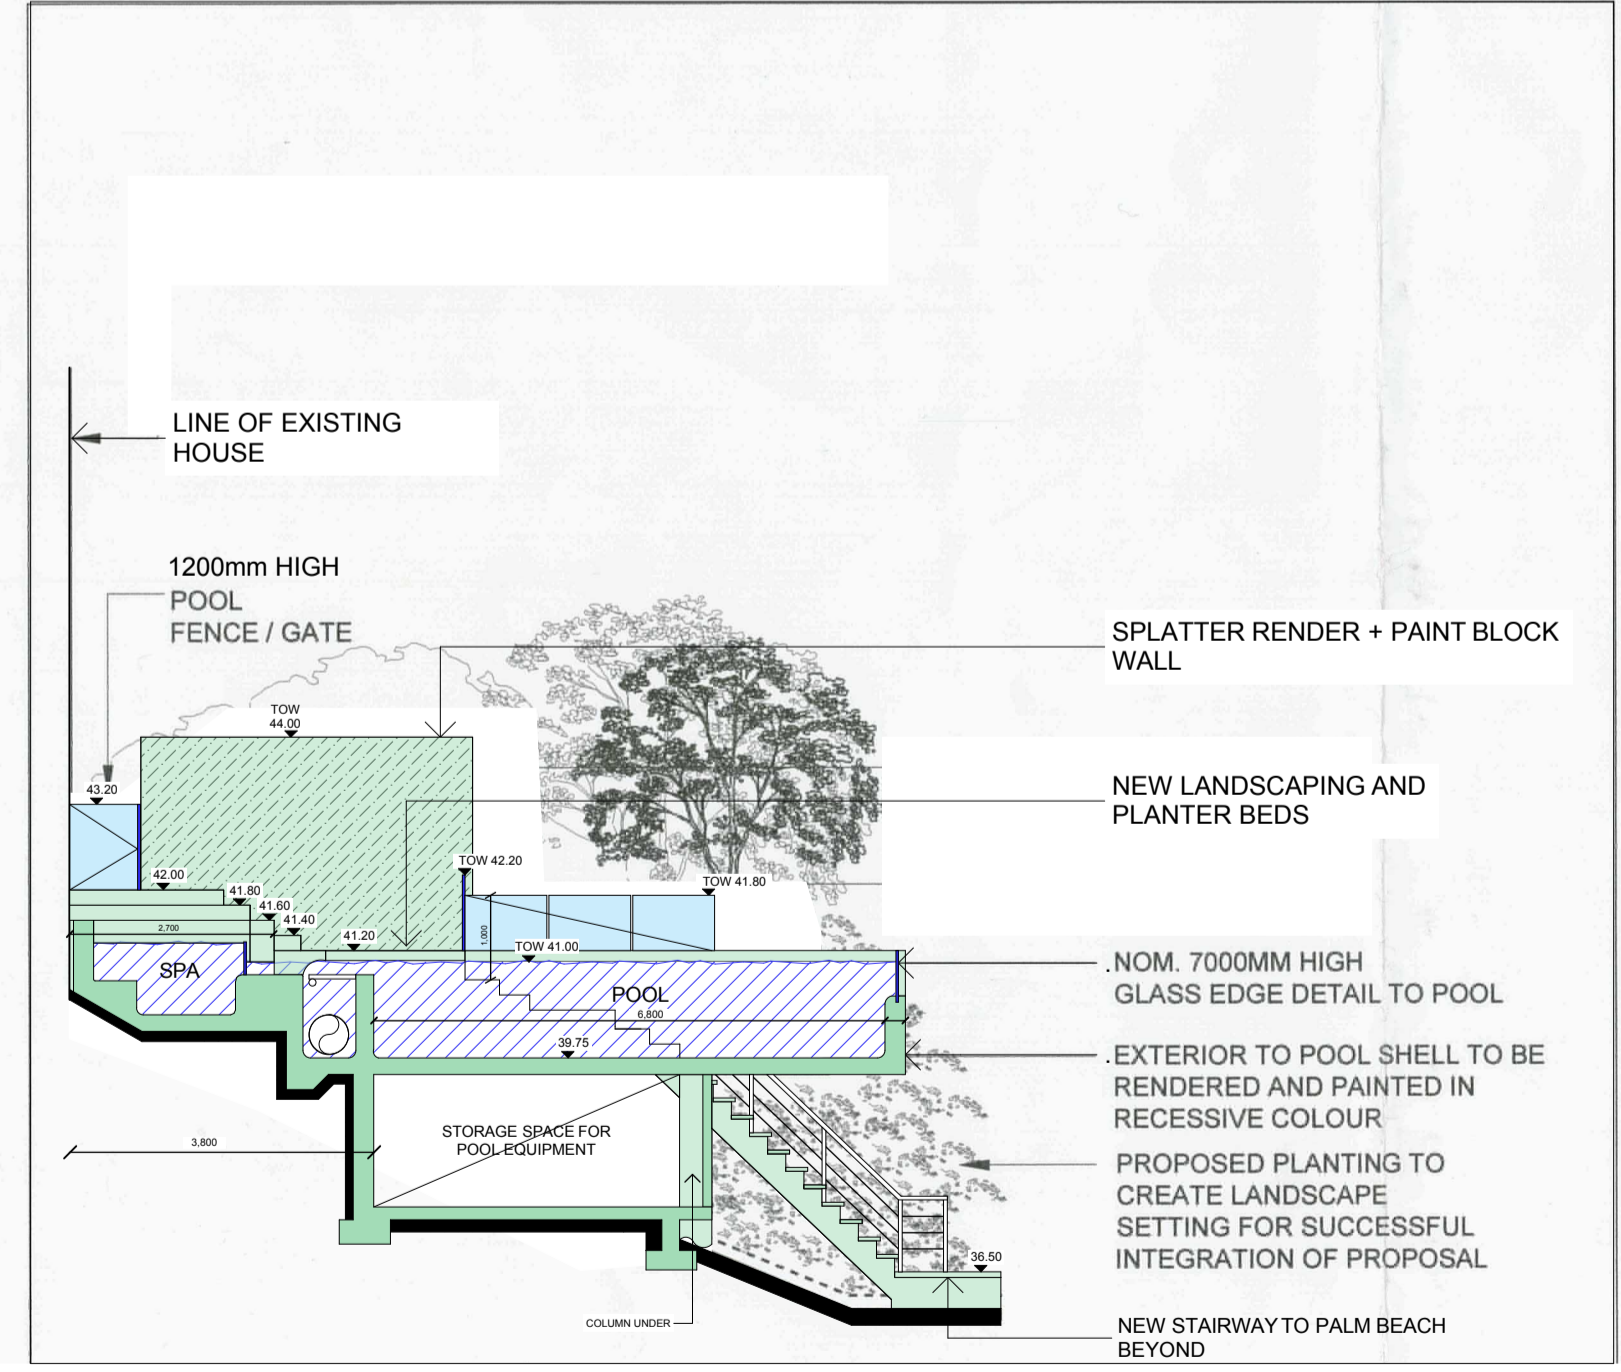 LINE OF EXISTING
HOUSE
1200mm HIGH
POOL
FENCE / GATE
SPLATTER RENDER + PAINT BLOCK
WALL
TOW
44.00
43.20
NEW LANDSCAPING AND
PLANTER BEDS
TOW 42.20
42.00
TOW 41.80
41.80
41.60
41.40
2,700
41.20
1,000
TOW 41.00
SPA
POOL
6,800
.NOM. 7000MM HIGH
GLASS EDGE DETAIL TO POOL
39.75
.EXTERIOR TO POOL SHELL TO BE
RENDERED AND PAINTED IN
RECESSIVE COLOUR
3,800
STORAGE SPACE FOR
POOL EQUIPMENT
PROPOSED PLANTING TO
CREATE LANDSCAPE
SETTING FOR SUCCESSFUL
INTEGRATION OF PROPOSAL
36.50
COLUMN UNDER
NEW STAIRWAY TO PALM BEACH
BEYOND